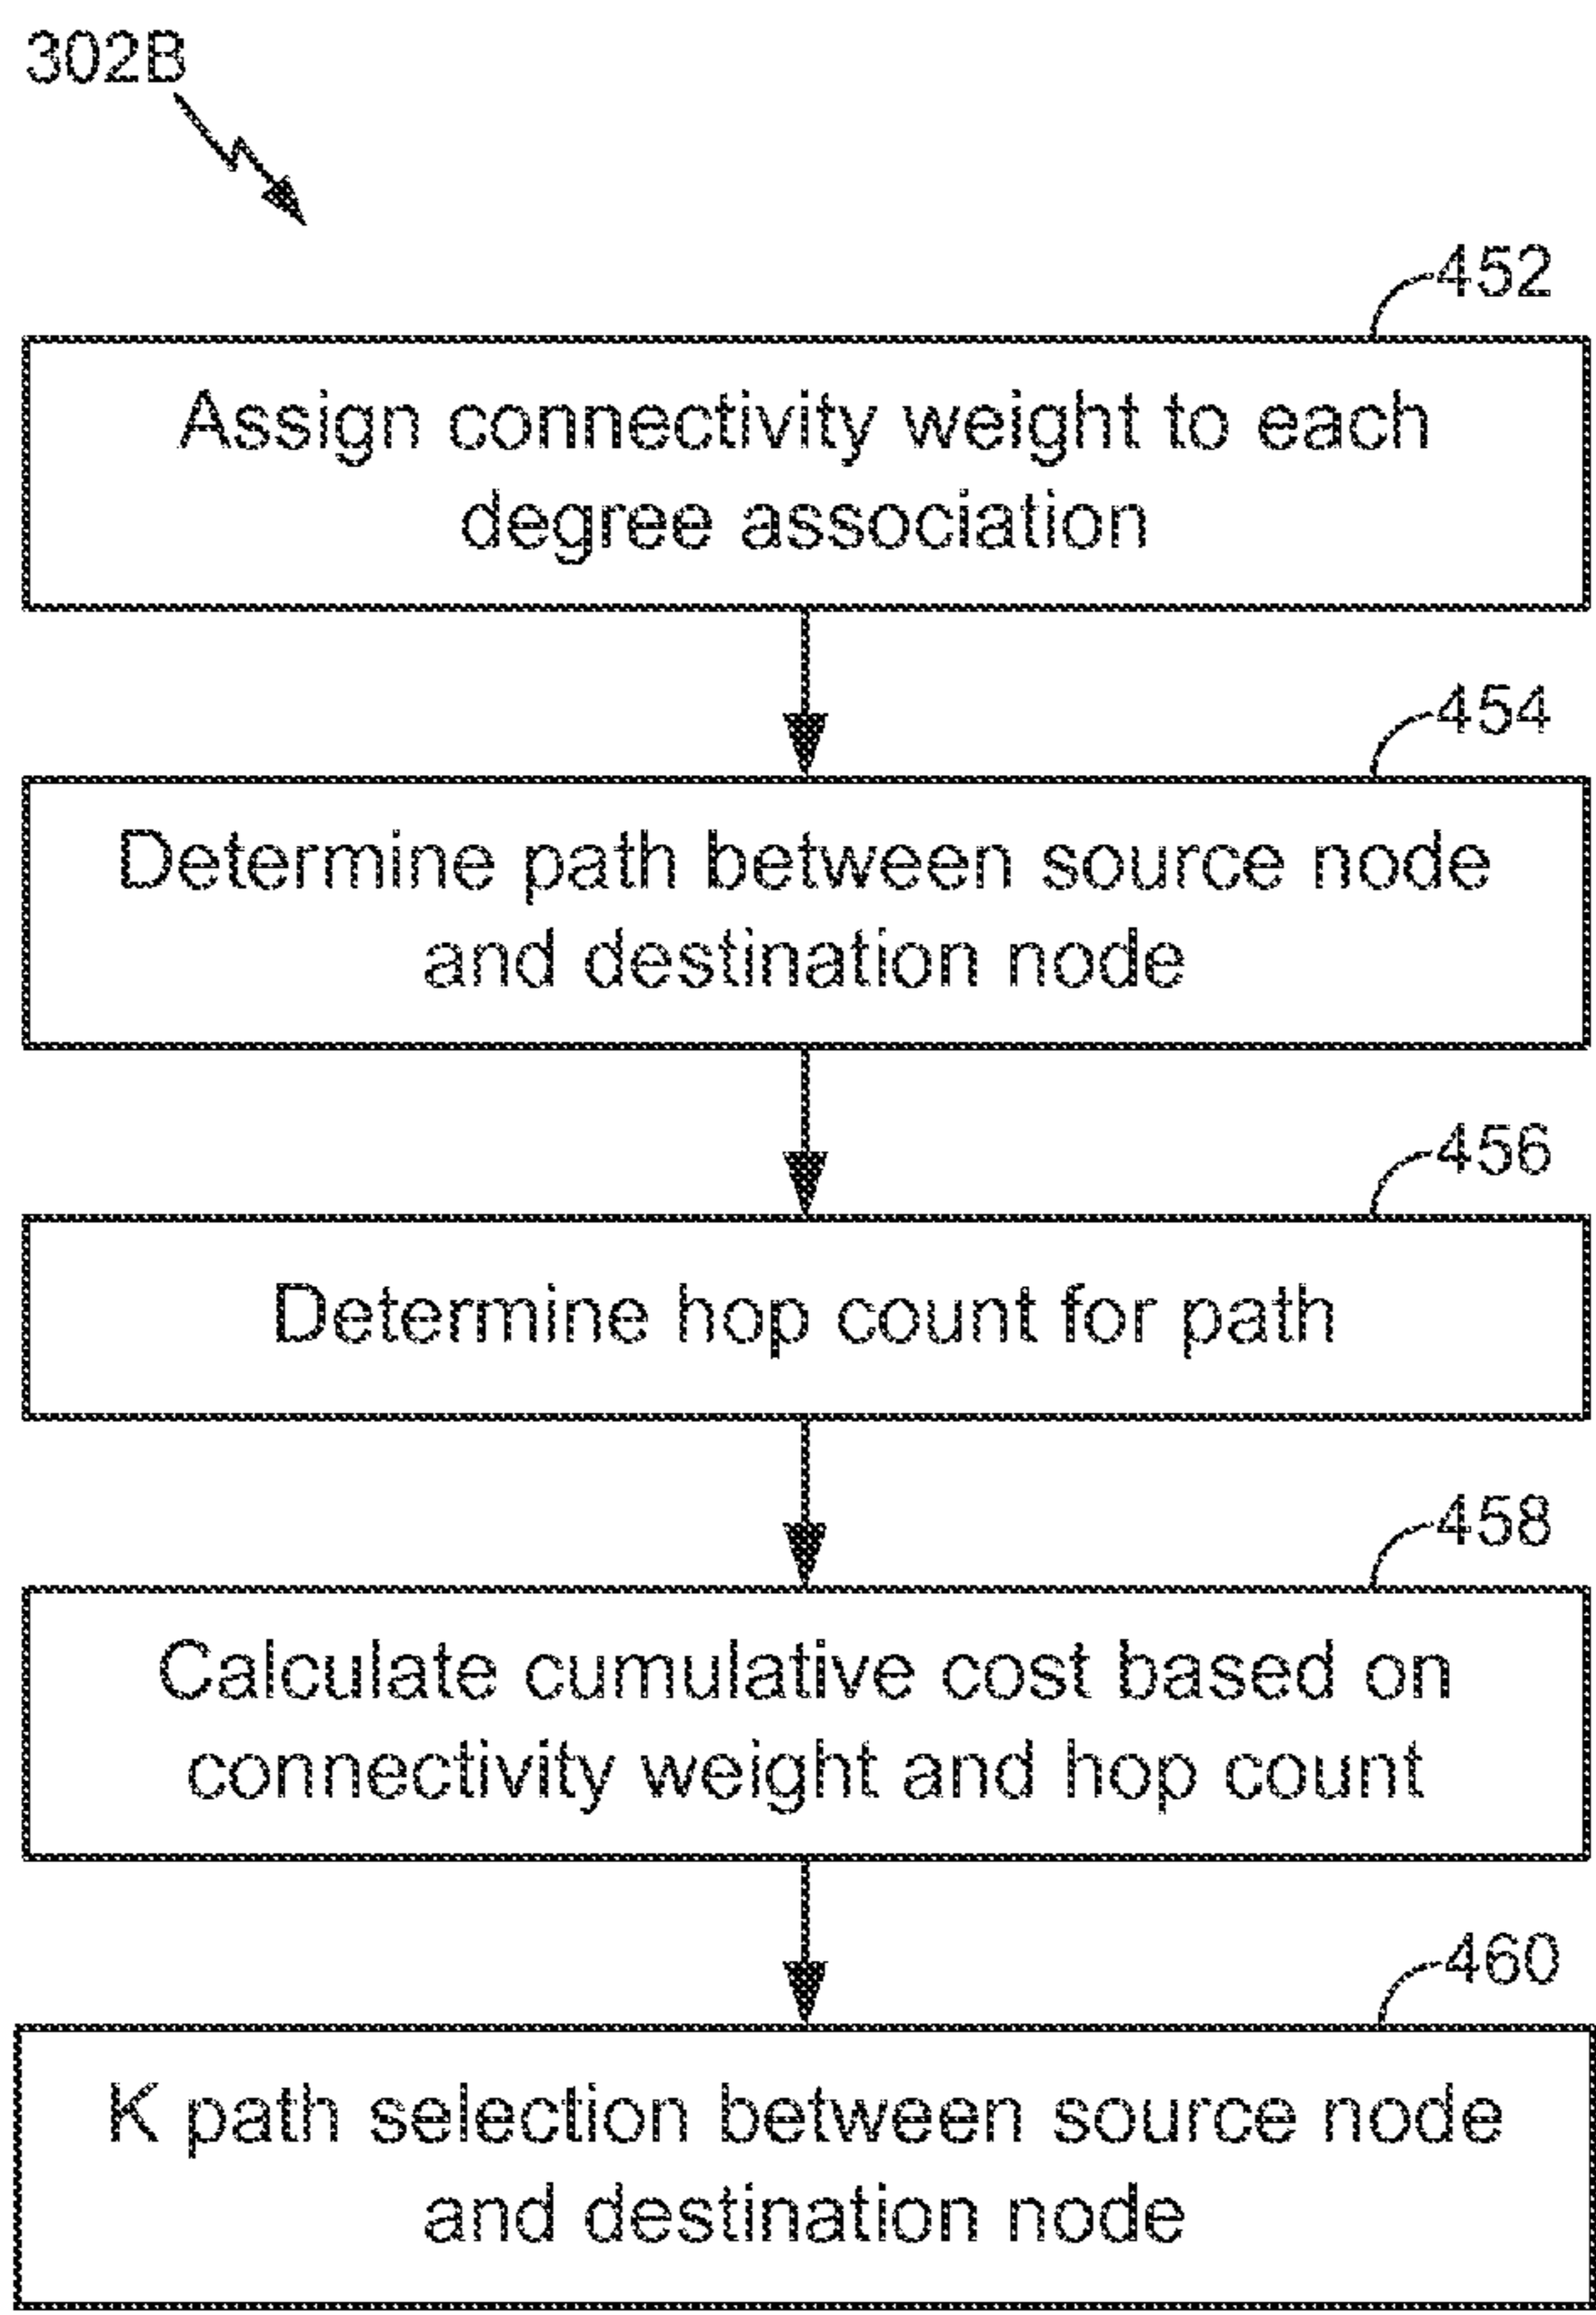 302B
452
Assign connectivity weight to each
degree association
454
Determine path between source node
and destination node
456
Determine hop count for path
458
Calculate cumulative cost based on
connectivity weight and hop count
460
K path selection between source node
and destination node